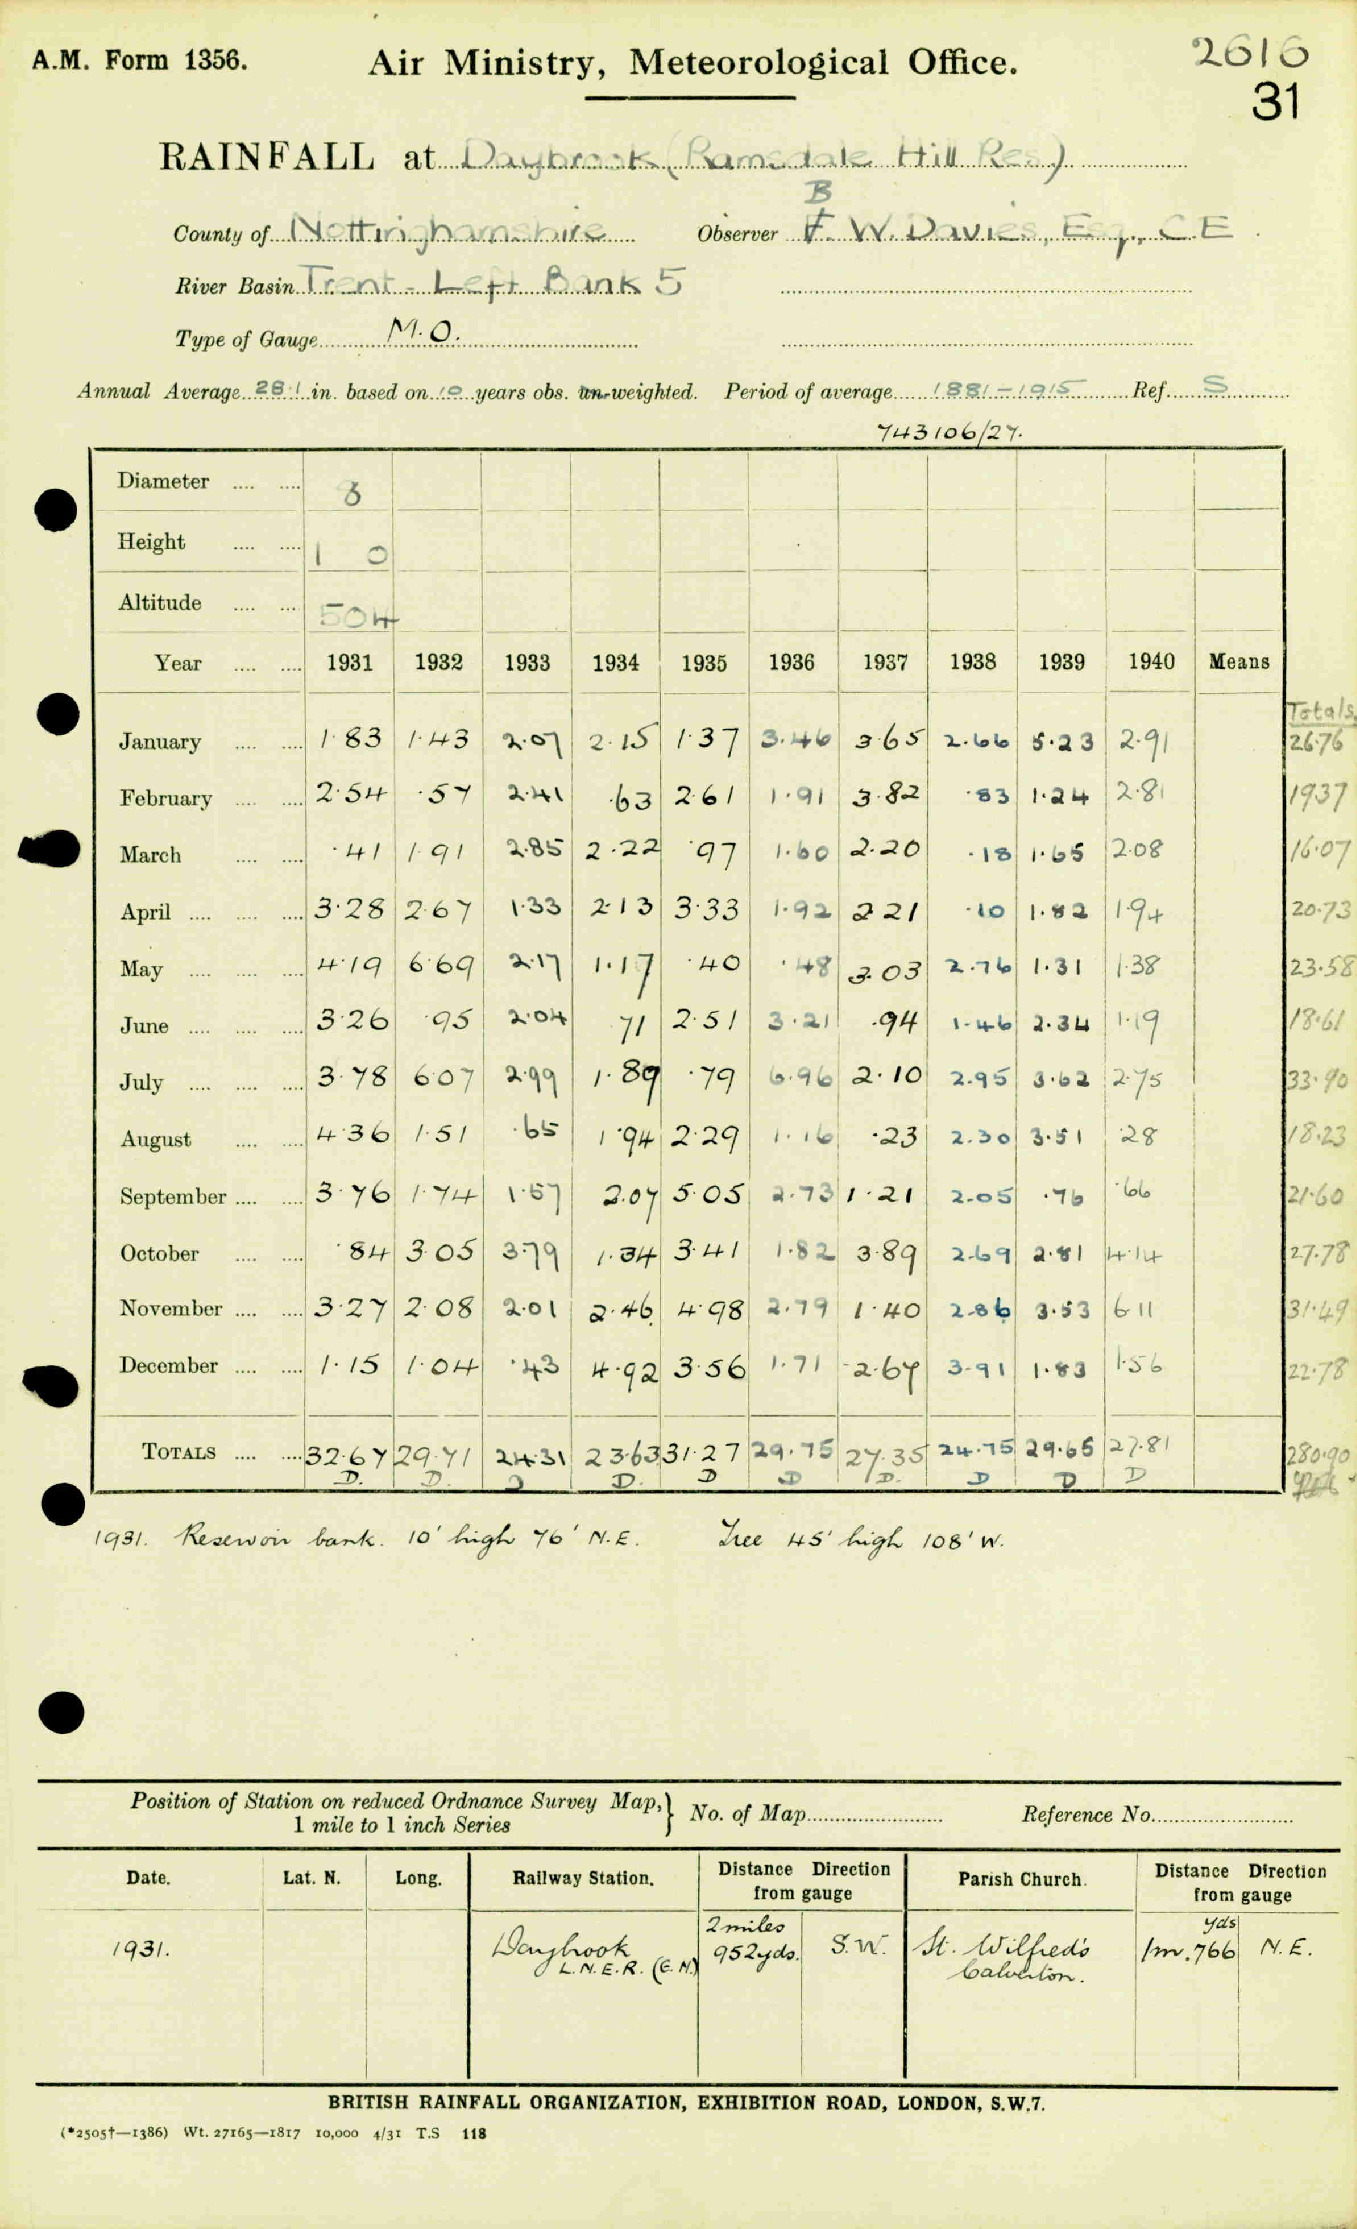 A.M. Form 1356. Air Ministry, Meteorological Office. 2616
31
RAINFALL at Daybrook (Ramsdale Hill Res.)
B
County of Nottinghamshire Observer F. W. Davies, Esq., C.E.
River Basin Trent - Left Bank 5
Type of Gauge M.O.
Annual Average 28.1 in. based on 10 years obs. un-weighted. Period of average 1881-1915 Ref. S
743106/27.
Diameter 8
Height 1 0
Altitude 504
Year 1931 1932 1933 1934 1935 1936 1937 1938 1939 1940 Means
Totals
January 1.83 1.43 2.07 2.15 1.37 3.46 3.65 2.66 5.23 2.91 26.76
February 2.54 .57 2.41 .63 2.61 1.91 3.82 .83 1.24 2.81 1937
March .41 1.91 2.85 2.22 .97 1.60 2.20 .18 1.65 2.08 16.07
April 3.28 2.67 1.33 2.13 3.33 1.92 2.21 .10 1.82 1.94 20.73
May 4.19 6.69 2.17 1.17 .40 .48 3.03 2.76 1.31 1.38 23.58
June 3.26 .95 2.04 71 2.51 3.21 .94 1.46 2.34 1.19 18.61
July 3.78 6.07 2.99 1.89 .79 6.96 2.10 2.95 3.62 2.75 33.90
August 4.36 1.51 .65 1.94 2.29 1.16 .23 2.30 3.51 .28 18.23
September 3.76 1.74 1.57 2.07 5.05 2.73 1.21 2.05 .76 .66 21.60
October .84 3.05 3.79 1.34 3.41 1.82 3.89 2.69 2.81 4.14 27.78
November 3.27 2.08 2.01 2.46 4.98 2.79 1.40 2.86 3.53 6.11 31.49
December 1.15 1.04 .43 4.92 3.56 1.71 2.67 3.91 1.83 1.56 22.78
TOTALS 32.67 29.71 24.31 23.63 31.27 29.75 27.35 24.75 29.65 27.81 280.90
D. D. D D. D D D. D D D
1931. Reservoir bank. 10' high 76' N.E. Tree 45' high 108' W.
Position of Station on reduced Ordnance Survey Map,
1 mile to 1 inch Series } No. of Map Reference No.
Date. Lat. N. Long. Railway Station. Distance Direction from gauge Parish Church. Distance Direction from gauge
1931. Daybrook L.N.E.R. (G.N.) 2 miles 952 yds. S.W. St. Wilfred's Calverton. 1m. 766 yds N.E.
BRITISH RAINFALL ORGANIZATION, EXHIBITION ROAD, LONDON, S.W.7.
(*2505†—1386) Wt. 27165—1817 10,000 4/31 T.S 118